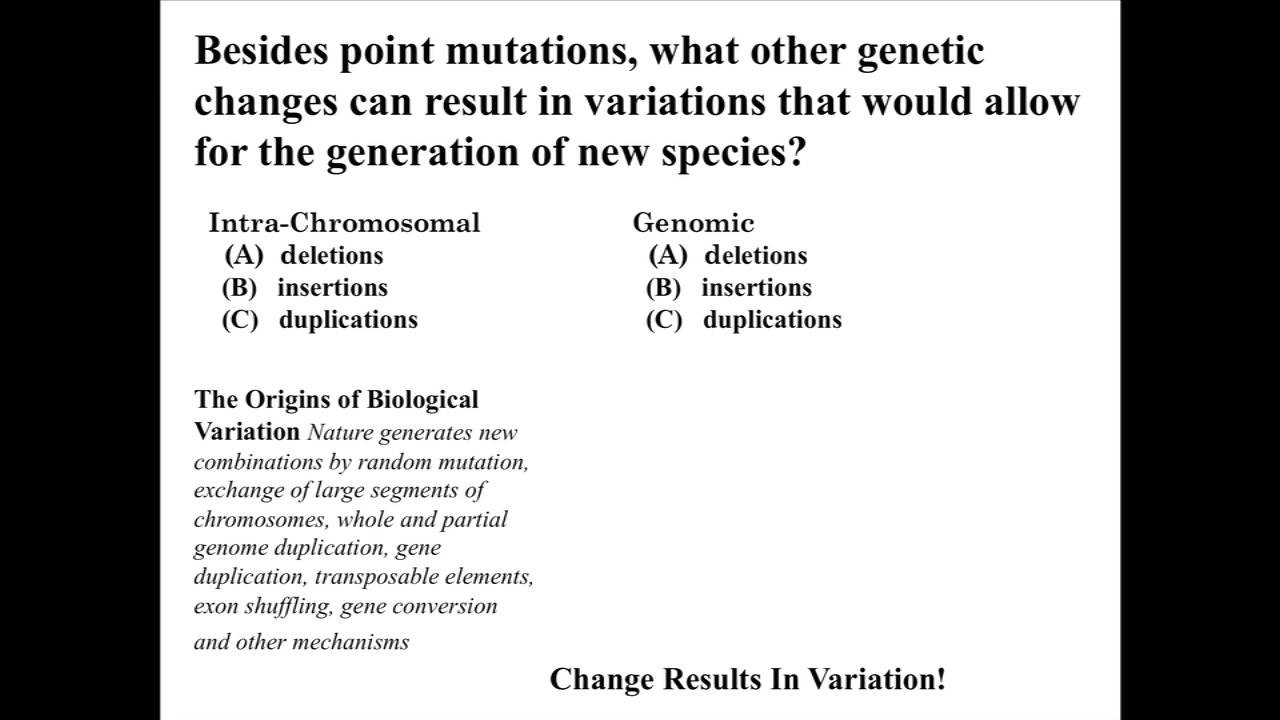 Besides point mutations, what other genetic
changes can result in variations that would allow
for the generation of new species?
Intra-Chromosomal
(A) deletions
(B) insertions
(C) duplications
Genomic
(A) deletions
(B) insertions
(C) duplications
The Origins of Biological
Variation Nature generates new
combinations by random mutation,
exchange of large segments of
chromosomes, whole and partial
genome duplication, gene
duplication, transposable elements,
exon shuffling, gene conversion
and other mechanisms
Change Results In Variation!